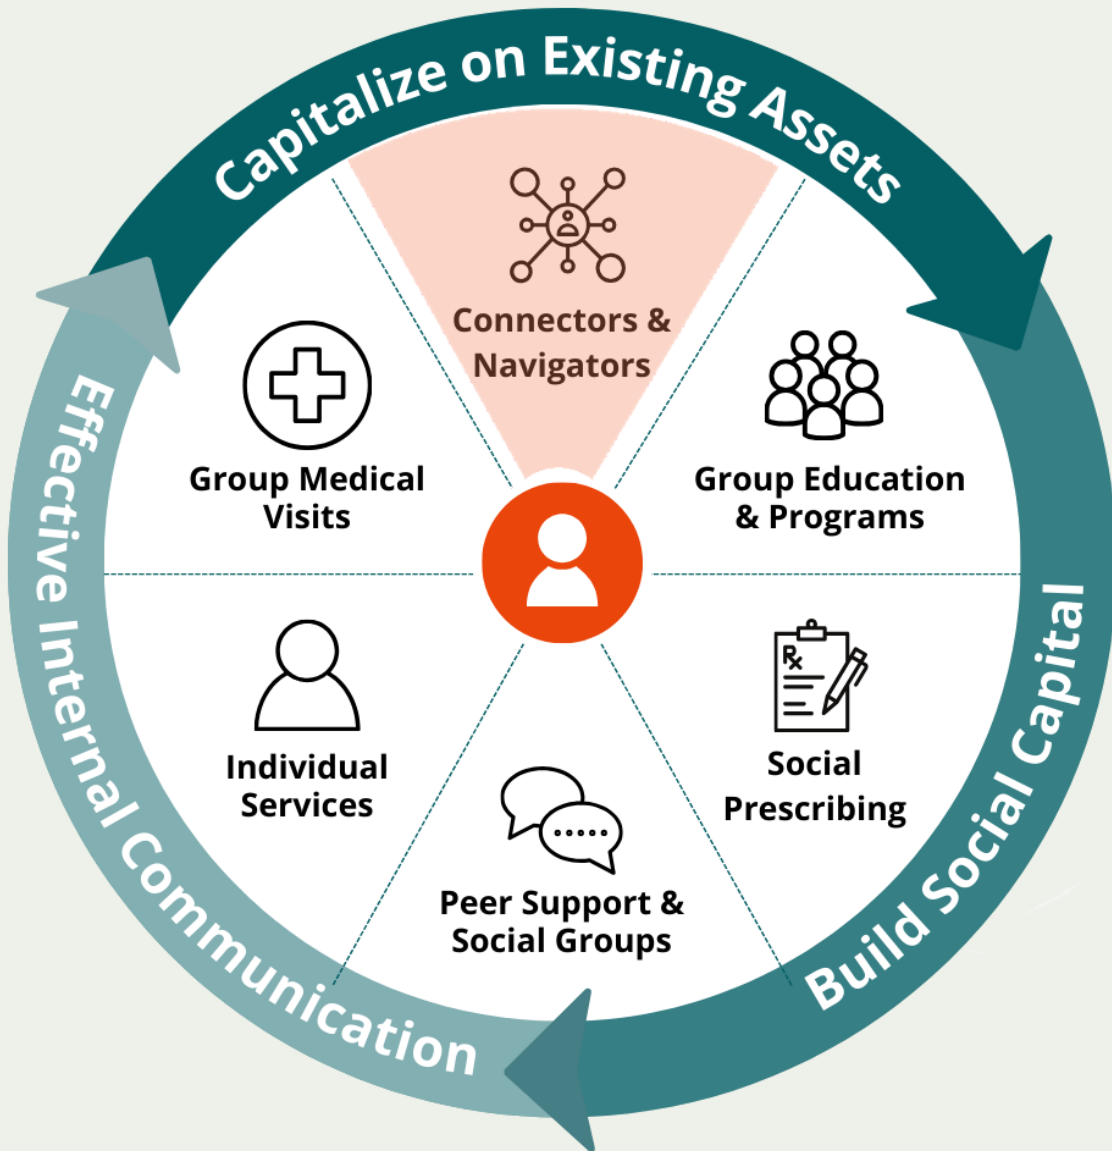 Capitalize on Existing Assets
Connectors &
Navigators
Group Medical
Visits
Group Education
& Programs
Individual
Services
Social
Prescribing
Rx
Peer Support &
Social Groups
Build Social Capital
Effective Internal Communication